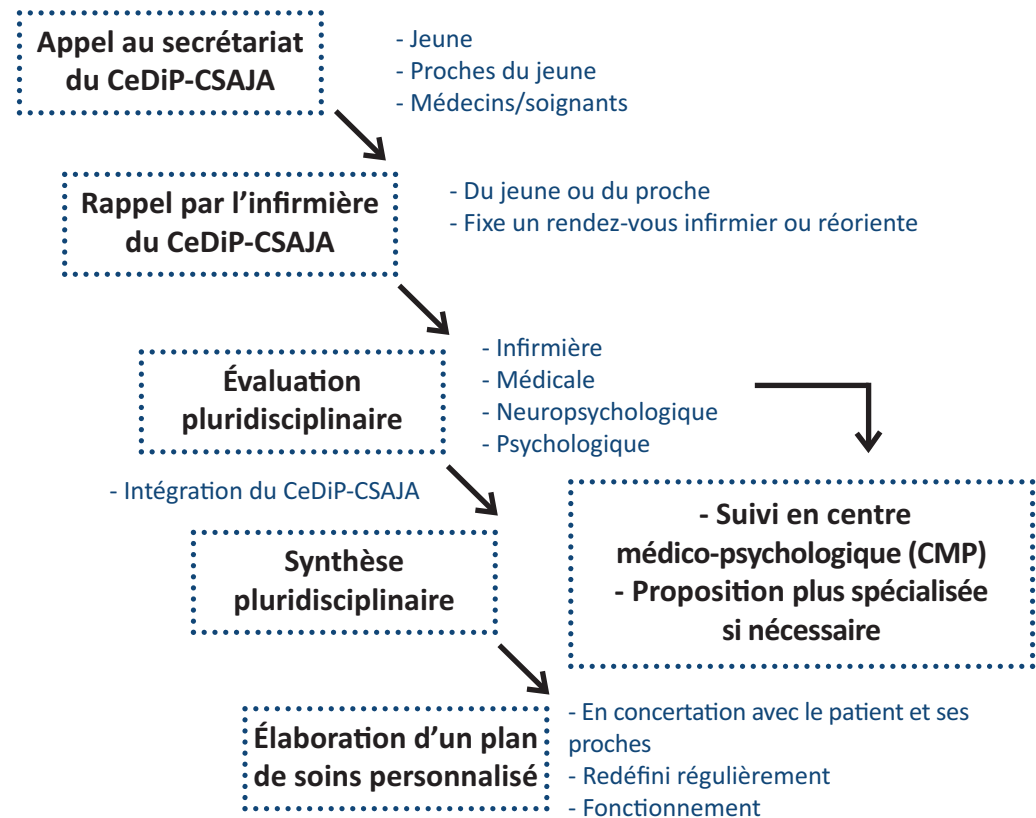 Appel au secrétariat
du CeDiP-CSAJA
- Jeune
- Proches du jeune
- Médecins/soignants
Rappel par l’infirmière
du CeDiP-CSAJA
- Du jeune ou du proche
- Fixe un rendez-vous infirmier ou réoriente
Évaluation
pluridisciplinaire
- Infirmière
- Médicale
- Neuropsychologique
- Psychologique
- Intégration du CeDiP-CSAJA
- Suivi en centre
médico-psychologique (CMP)
- Proposition plus spécialisée
si nécessaire
Synthèse
pluridisciplinaire
Élaboration d’un plan
de soins personnalisé
- En concertation avec le patient et ses
proches
- Redéfini régulièrement
- Fonctionnement